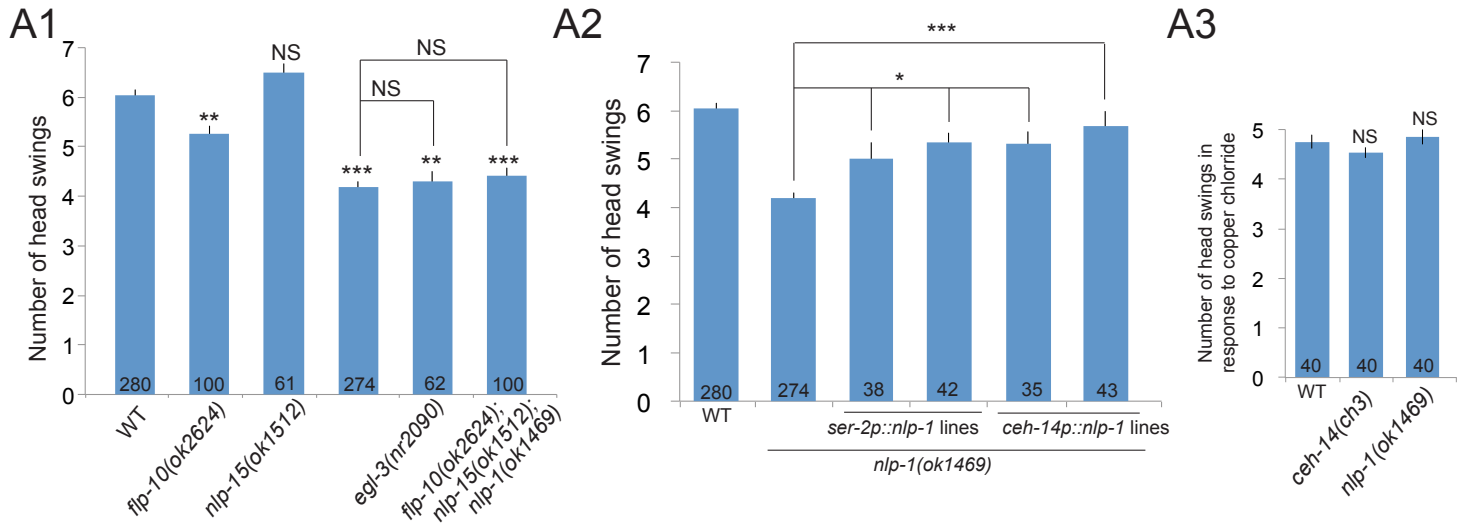 A1
Number of head swings
7
6
5
4
3
2
1
0
**
NS
***
**
***
NS
NS
280
100
61
274
62
100
WT
flp-10(ok2624)
nlp-15(ok1512)
egl-3(nr2090)
flp-10(ok2624);
nlp-15(ok1512);
nlp-1(ok1469)
A2
Number of head swings
7
6
5
4
3
2
1
0
***
*
280
274
38
42
35
43
WT
ser-2p::nlp-1 lines
ceh-14p::nlp-1 lines
nlp-1(ok1469)
A3
Number of head swings in
response to copper chlorride
5
4
3
2
1
0
NS
NS
40
40
40
WT
ceh-14(ch3)
nlp-1(ok1469)